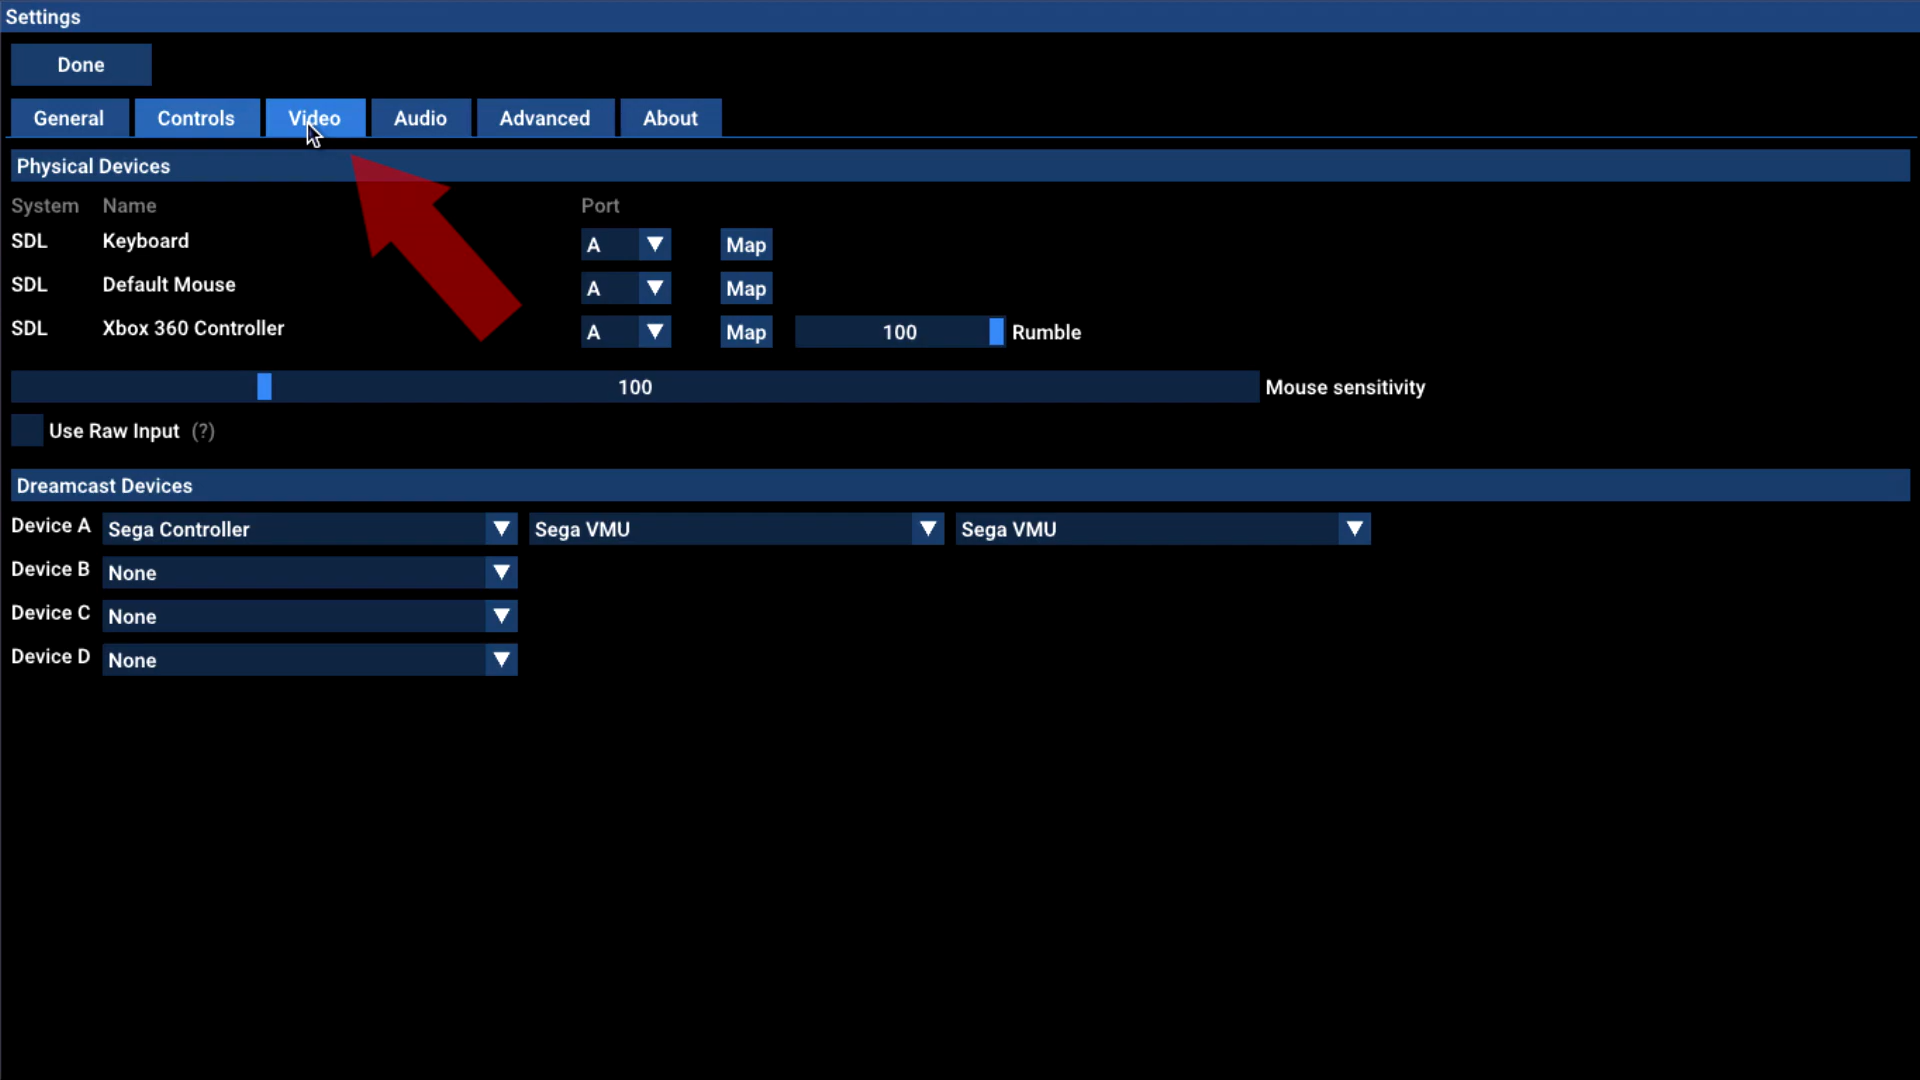 Settings
Done
General Controls Video Audio Advanced About
Physical Devices
System Name Port
SDL Keyboard A Map
SDL Default Mouse A Map
SDL Xbox 360 Controller A Map 100 Rumble
100 Mouse sensitivity
Use Raw Input (?)
Dreamcast Devices
Device A Sega Controller Sega VMU Sega VMU
Device B None
Device C None
Device D None